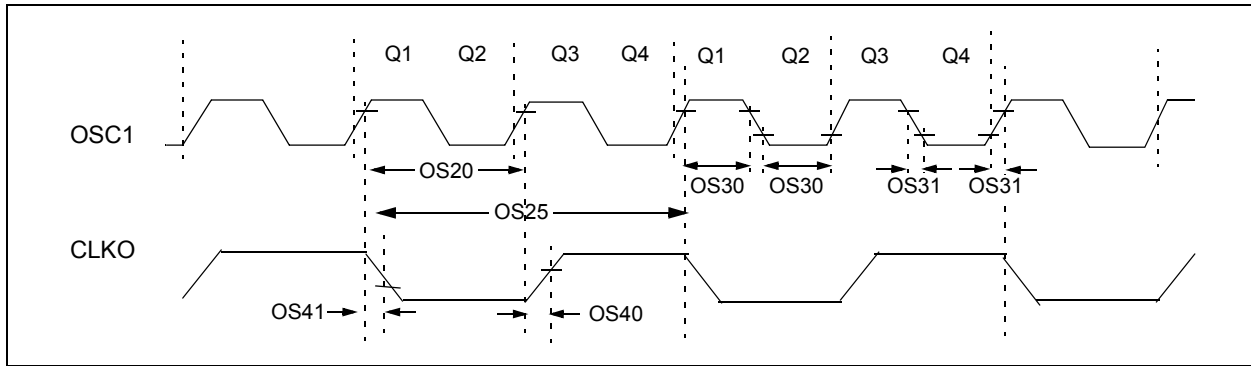 Q1 Q2 Q3 Q4 Q1 Q2 Q3 Q4
OSC1
OS20
OS30 OS30
OS31 OS31
OS25
CLKO
OS41
OS40